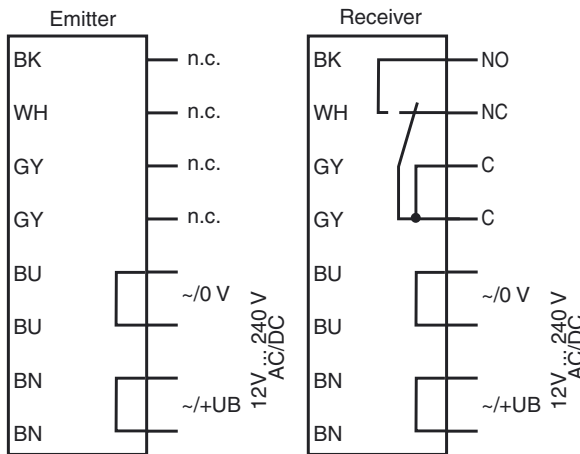 Emitter
BK n.c.
WH n.c.
GY n.c.
GY n.c.
BU
~/0 V
BU
BN
~/+UB
BN
12V ... 240 V
AC/DC
Receiver
BK NO
WH NC
GY C
GY C
BU
~/0 V
BU
BN
~/+UB
BN
12V ... 240 V
AC/DC